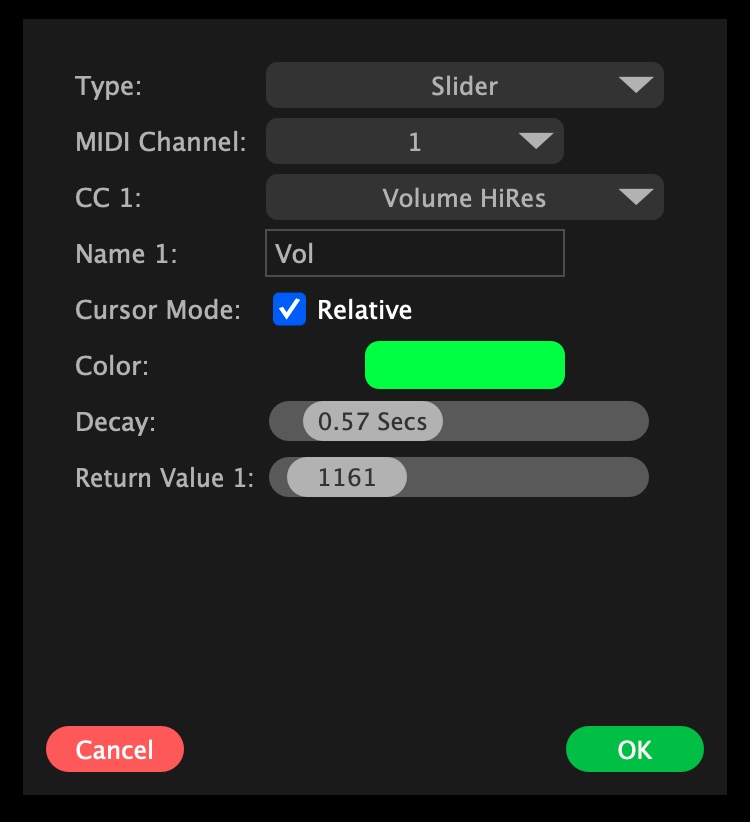 Type: Slider
MIDI Channel: 1
CC 1: Volume HiRes
Name 1: Vol
Cursor Mode: Relative
Color:
Decay: 0.57 Secs
Return Value 1: 1161
Cancel OK